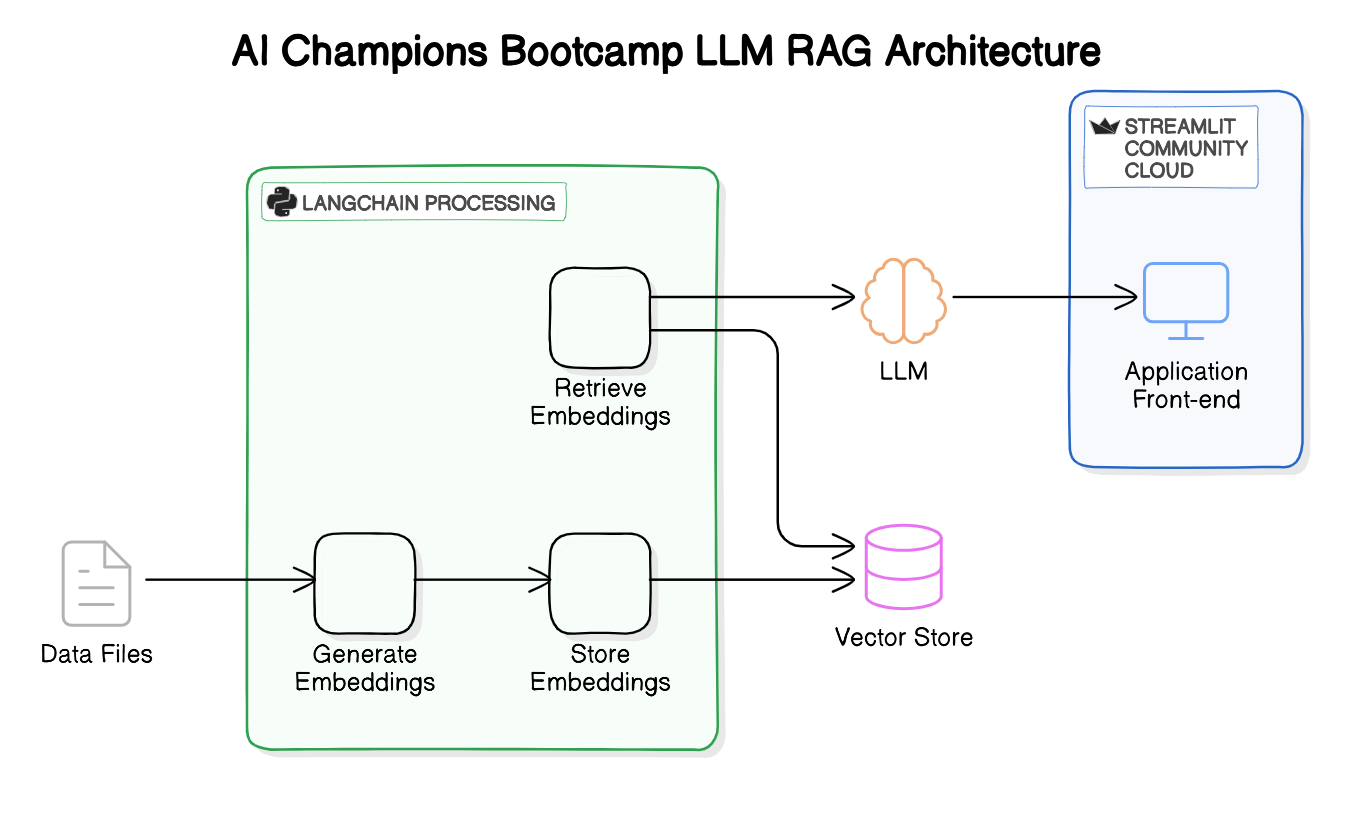 AI Champions Bootcamp LLM RAG Architecture
STREAMLIT
COMMUNITY
CLOUD
LANGCHAIN PROCESSING
Retrieve
Embeddings
LLM
Application
Front-end
Data Files
Generate
Embeddings
Store
Embeddings
Vector Store